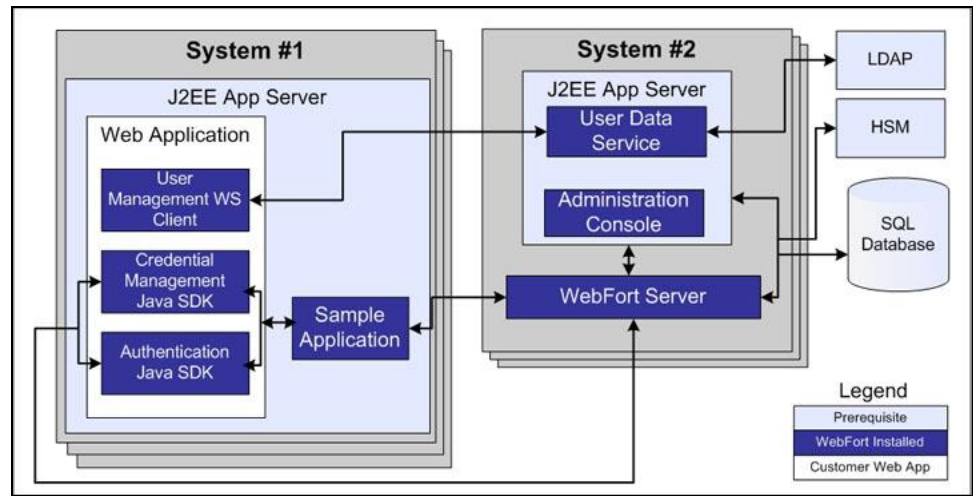 System #1
J2EE App Server
Web Application
User
Management WS
Client
Credential
Management
Java SDK
Authentication
Java SDK
Sample
Application
System #2
J2EE App Server
User Data
Service
Administration
Console
WebFort Server
LDAP
HSM
SQL
Database
Legend
Prerequisite
WebFort Installed
Customer Web App